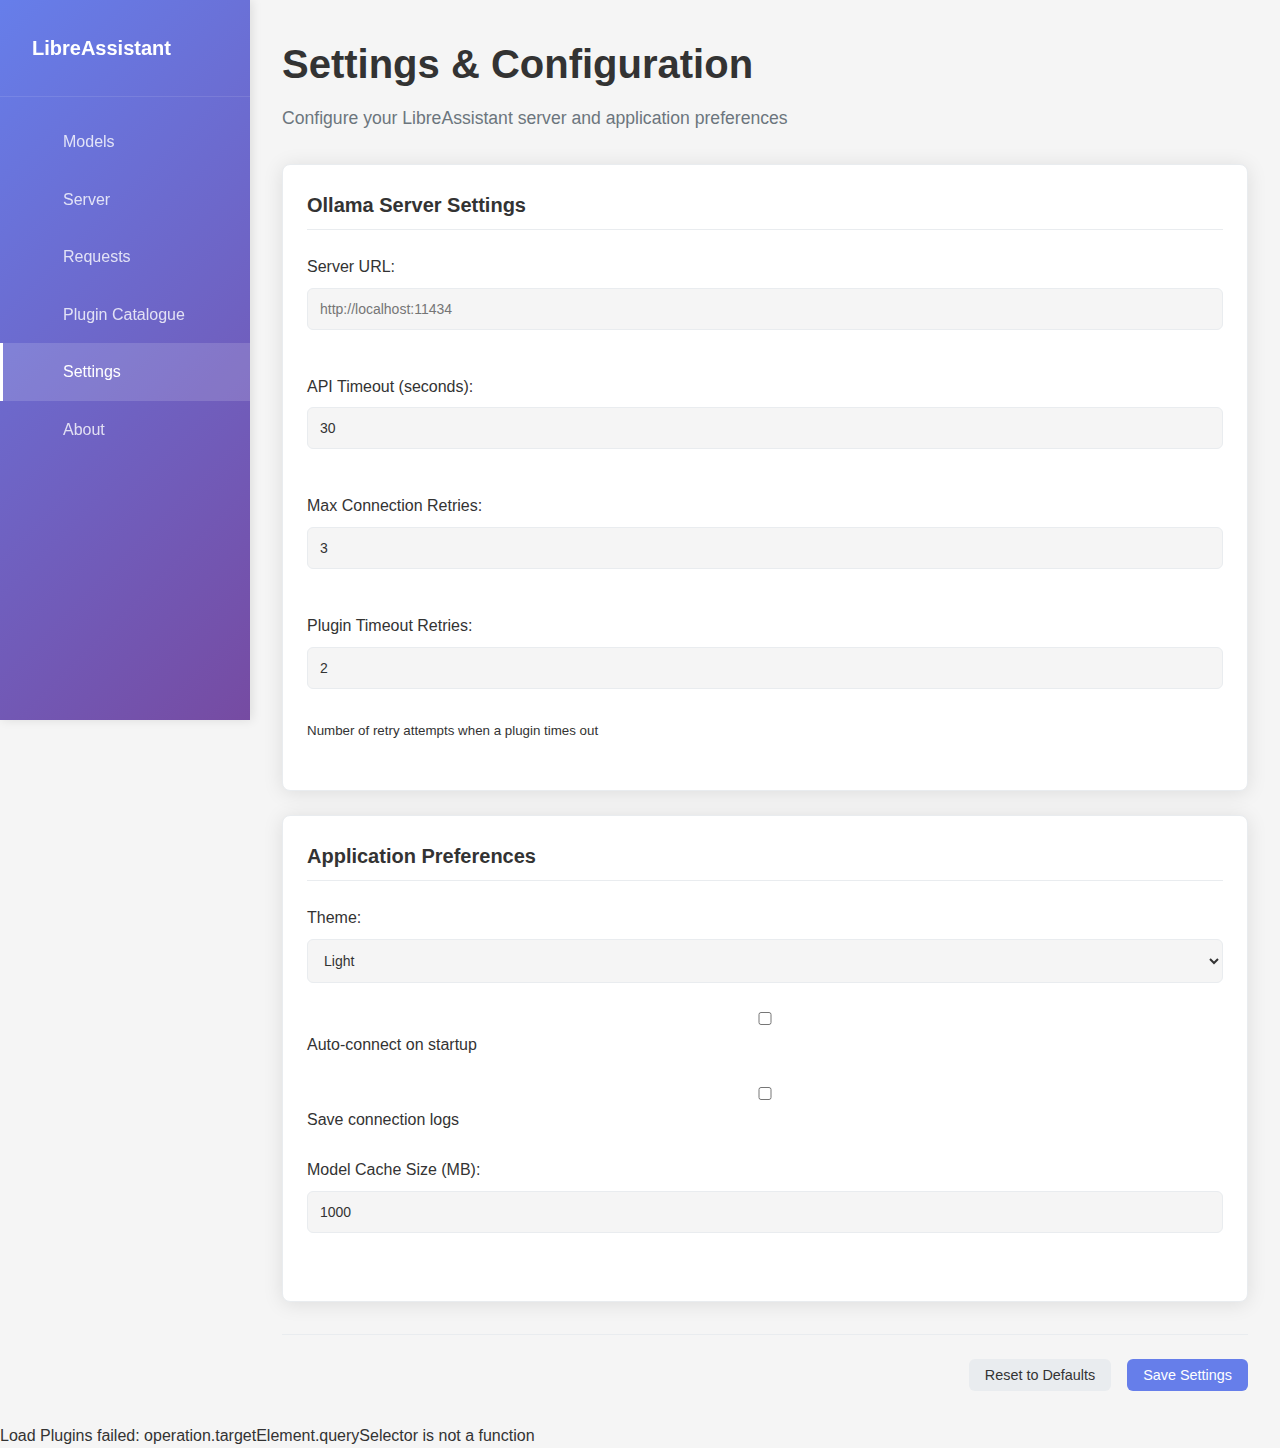 LibreAssistant
Models
Server
Requests
Plugin Catalogue
Settings
About
Settings & Configuration
Configure your LibreAssistant server and application preferences
Ollama Server Settings
Server URL:
http://localhost:11434
API Timeout (seconds):
30
Max Connection Retries:
3
Plugin Timeout Retries:
2
Number of retry attempts when a plugin times out
Application Preferences
Theme:
Light
Auto-connect on startup
Save connection logs
Model Cache Size (MB):
1000
Reset to Defaults
Save Settings
Load Plugins failed: operation.targetElement.querySelector is not a function